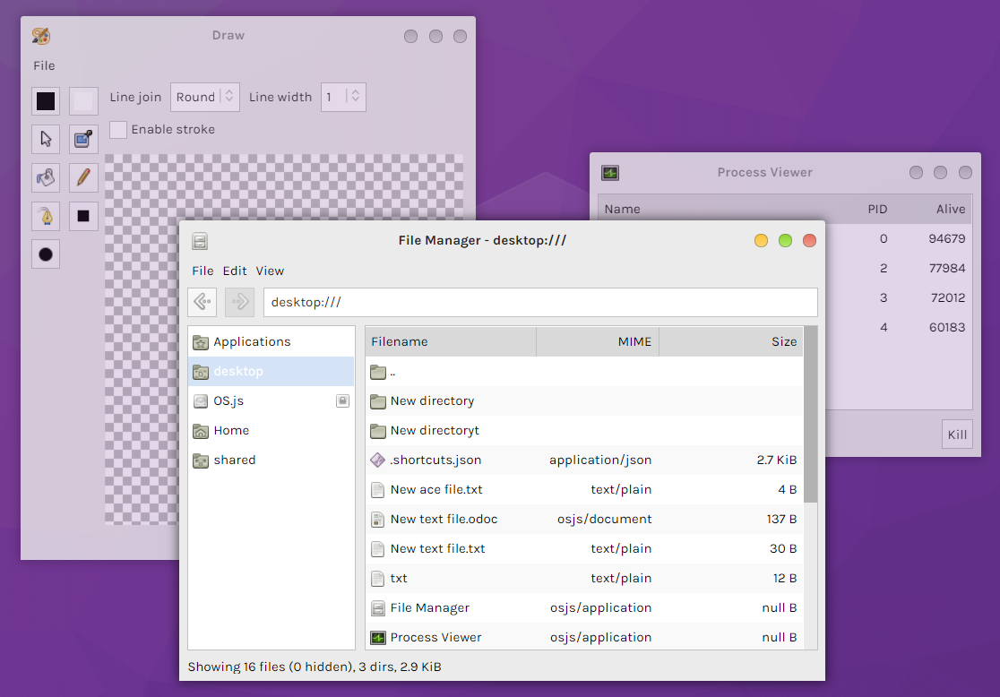 Draw
File
Line join Round Line width 1
Enable stroke
Process Viewer
Name PID Alive
0 94679
2 77984
3 72012
4 60183
Kill
File Manager - desktop:///
File Edit View
desktop:///
Applications
desktop
OS.js
Home
shared
Filename MIME Size
..
New directory
New directoryt
.shortcuts.json application/json 2.7 KiB
New ace file.txt text/plain 4 B
New text file.odoc osjs/document 137 B
New text file.txt text/plain 30 B
txt text/plain 12 B
File Manager osjs/application null B
Process Viewer osjs/application null B
Showing 16 files (0 hidden), 3 dirs, 2.9 KiB